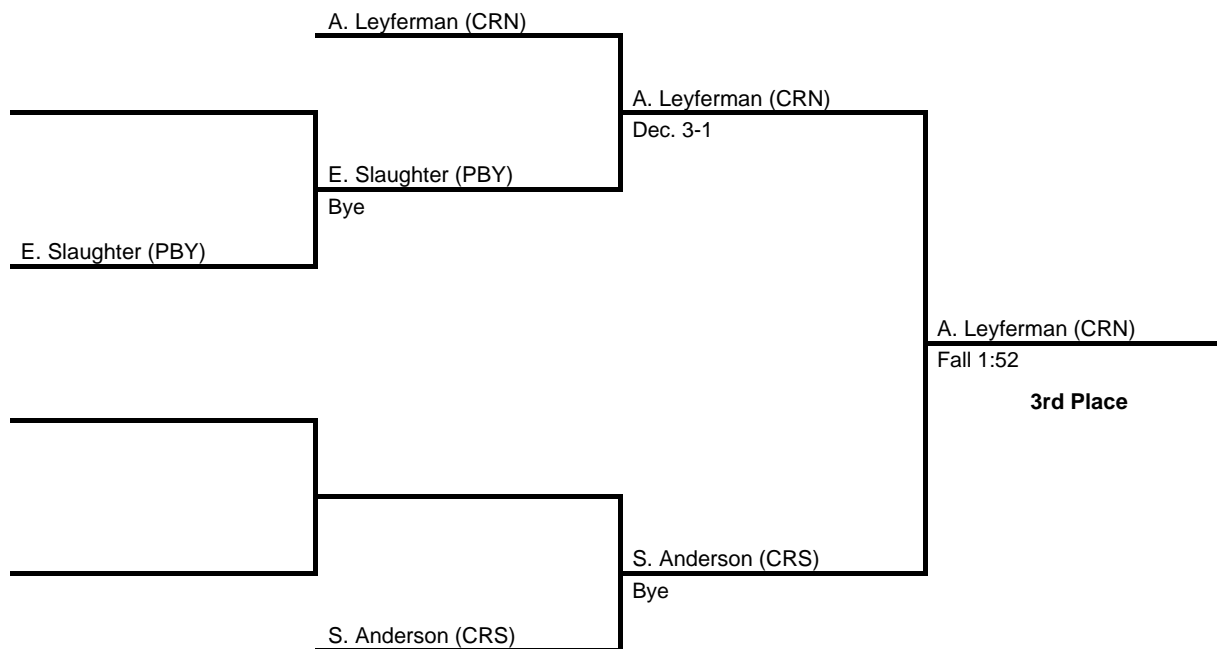 A. Leyferman (CRN)
A. Leyferman (CRN)
Dec. 3-1
E. Slaughter (PBY)
Bye
E. Slaughter (PBY)
A. Leyferman (CRN)
Fall 1:52
3rd Place
S. Anderson (CRS)
Bye
S. Anderson (CRS)